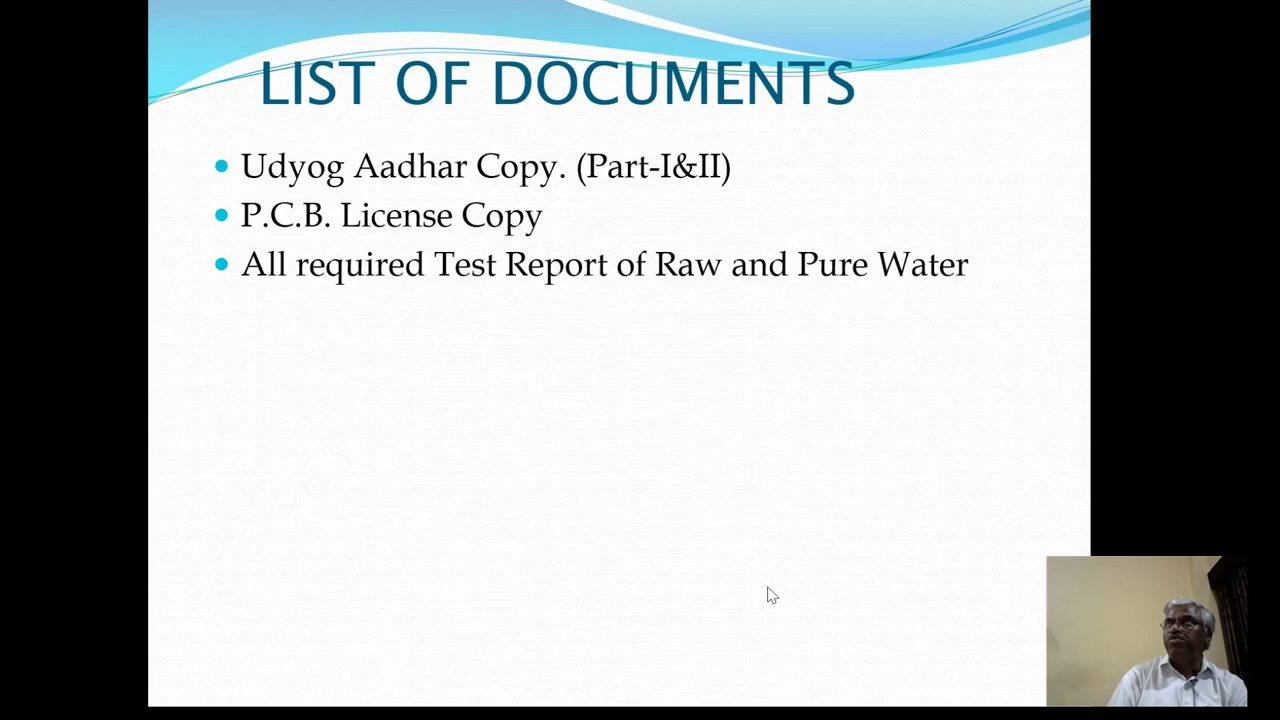 LIST OF DOCUMENTS
Udyog Aadhar Copy. (Part-I&II)
P.C.B. License Copy
All required Test Report of Raw and Pure Water